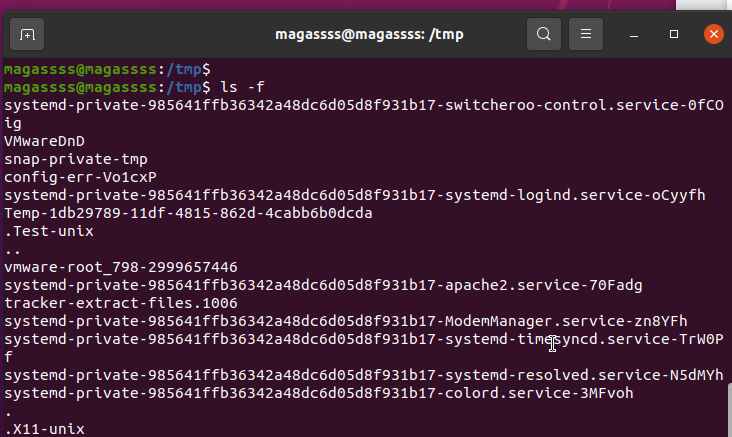 magassss@magassss: /tmp
magassss@magassss:/tmp$
magassss@magassss:/tmp$ ls -f
systemd-private-985641ffb36342a48dc6d05d8f931b17-switcheroo-control.service-0fCO
ig
VMwareDnD
snap-private-tmp
config-err-Vo1cxP
systemd-private-985641ffb36342a48dc6d05d8f931b17-systemd-logind.service-oCyyfh
Temp-1db29789-11df-4815-862d-4cabb6b0dcda
.Test-unix
..
vmware-root_798-2999657446
systemd-private-985641ffb36342a48dc6d05d8f931b17-apache2.service-70Fadg
tracker-extract-files.1006
systemd-private-985641ffb36342a48dc6d05d8f931b17-ModemManager.service-zn8YFh
systemd-private-985641ffb36342a48dc6d05d8f931b17-systemd-timesyncd.service-TrW0P
f
systemd-private-985641ffb36342a48dc6d05d8f931b17-systemd-resolved.service-N5dMYh
systemd-private-985641ffb36342a48dc6d05d8f931b17-colord.service-3MFvoh
.
.X11-unix